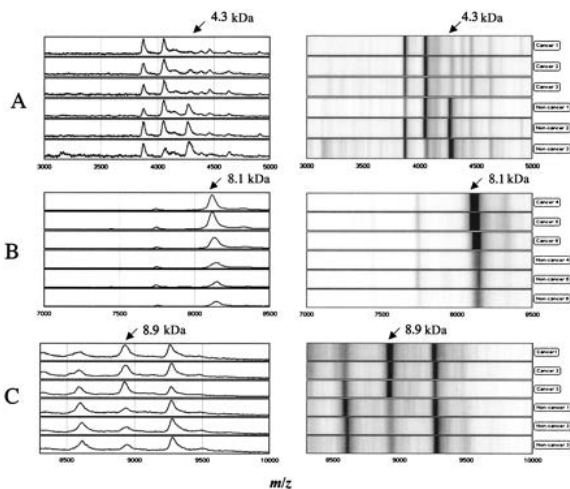 4.3 kDa
4.3 kDa
A
Cancer 1
Cancer 2
Cancer 3
Non-cancer 1
Non-cancer 2
Non-cancer 3
3000 3500 4000 4500 5000
3000 3500 4000 4500 5000
8.1 kDa
8.1 kDa
B
Cancer 4
Cancer 5
Cancer 6
Non-cancer 4
Non-cancer 5
Non-cancer 6
7000 7500 8000 8500
7000 7500 8000 8500
8.9 kDa
8.9 kDa
C
Cancer1
Cancer 2
Cancer 3
Non-cancer 1
Non-cancer 2
Non-cancer 3
8500 9000 9500 10000
8500 9000 9500 10000
m/z